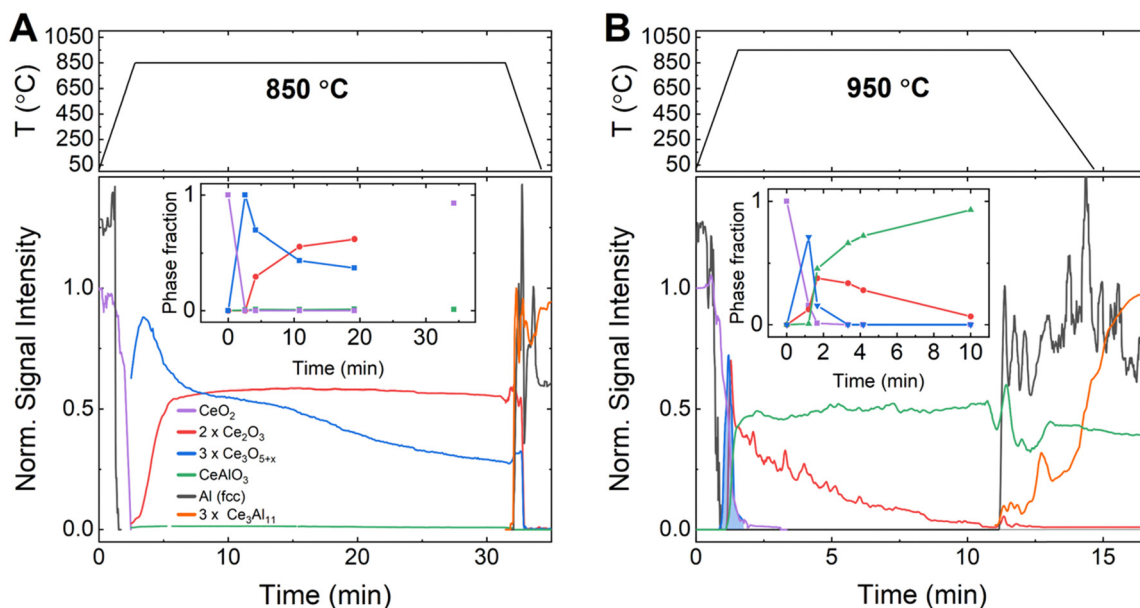 A
B
T (°C)
1050
850
650
450
250
50
850 °C
T (°C)
1050
850
650
450
250
50
950 °C
Norm. Signal Intensity
1.0
0.5
0.0
Phase fraction
1
0
0
10
20
30
Time (min)
CeO2
2 x Ce2O3
3 x Ce3O5+x
CeAlO3
Al (fcc)
3 x Ce3Al11
0
10
20
30
Time (min)
Norm. Signal Intensity
1.0
0.5
0.0
Phase fraction
1
0
0
2
4
6
8
10
Time (min)
0
5
10
15
Time (min)